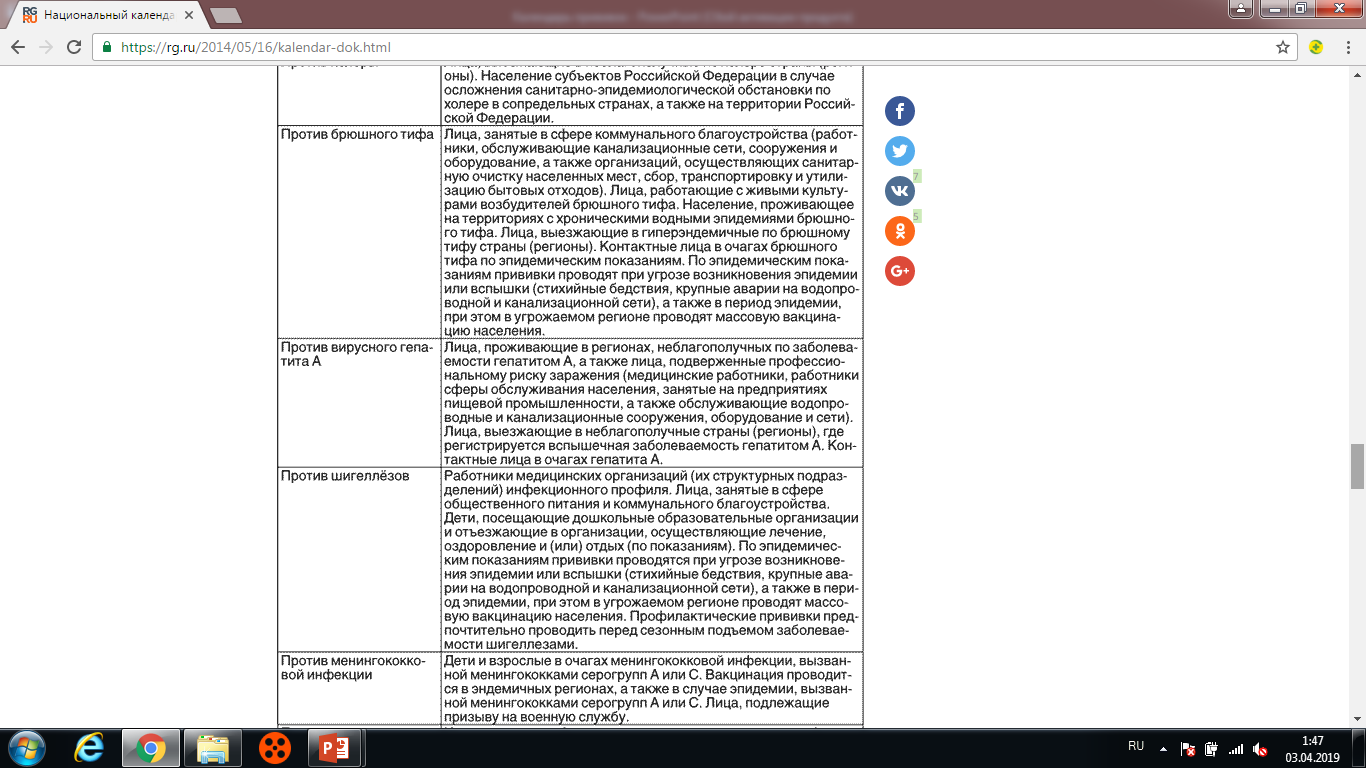 Национальный календа
Календарь прививок - PowerPoint (Сбой активации продукта)
https://rg.ru/2014/05/16/kalendar-dok.html
оны). Население субъектов Российской Федерации в случае
осложнения санитарно-эпидемиологической обстановки по
холере в сопредельных странах, а также на территории Россий-
ской Федерации.
Против брюшного тифа
Лица, занятые в сфере коммунального благоустройства (работ-
ники, обслуживающие канализационные сети, сооружения и
оборудование, а также организаций, осуществляющих санитар-
ную очистку населенных мест, сбор, транспортировку и утили-
зацию бытовых отходов). Лица, работающие с живыми культу-
рами возбудителей брюшного тифа. Население, проживающее
на территориях с хроническими водными эпидемиями брюшно-
го тифа. Лица, выезжающие в гиперэндемичные по брюшному
тифу страны (регионы). Контактные лица в очагах брюшного
тифа по эпидемическим показаниям. По эпидемическим пока-
заниям прививки проводят при угрозе возникновения эпидемии
или вспышки (стихийные бедствия, крупные аварии на водопро-
водной и канализационной сети), а также в период эпидемии,
при этом в угрожаемом регионе проводят массовую вакцина-
цию населения.
Против вирусного гепа-
тита А
Лица, проживающие в регионах, неблагополучных по заболева-
емости гепатитом А, а также лица, подверженные профессио-
нальному риску заражения (медицинские работники, работники
сферы обслуживания населения, занятые на предприятиях
пищевой промышленности, а также обслуживающие водопро-
водные и канализационные сооружения, оборудование и сети).
Лица, выезжающие в неблагополучные страны (регионы), где
регистрируется вспышечная заболеваемость гепатитом А. Кон-
тактные лица в очагах гепатита А.
Против шигеллёзов
Работники медицинских организаций (их структурных подраз-
делений) инфекционного профиля. Лица, занятые в сфере
общественного питания и коммунального благоустройства.
Дети, посещающие дошкольные образовательные организации
и отъезжающие в организации, осуществляющие лечение,
оздоровление и (или) отдых (по показаниям). По эпидемичес-
ким показаниям прививки проводятся при угрозе возникнове-
ния эпидемии или вспышки (стихийные бедствия, крупные ава-
рии на водопроводной и канализационной сети), а также в пери-
од эпидемии, при этом в угрожаемом регионе проводят массо-
вую вакцинацию населения. Профилактические прививки пред-
почтительно проводить перед сезонным подъемом заболевае-
мости шигеллезами.
Против менингококко-
вой инфекции
Дети и взрослые в очагах менингококковой инфекции, вызван-
ной менингококками серогрупп А или С. Вакцинация проводит-
ся в эндемичных регионах, а также в случае эпидемии, вызван-
ной менингококками серогрупп А или С. Лица, подлежащие
призыву на военную службу.
7
5
RU
1:47
03.04.2019